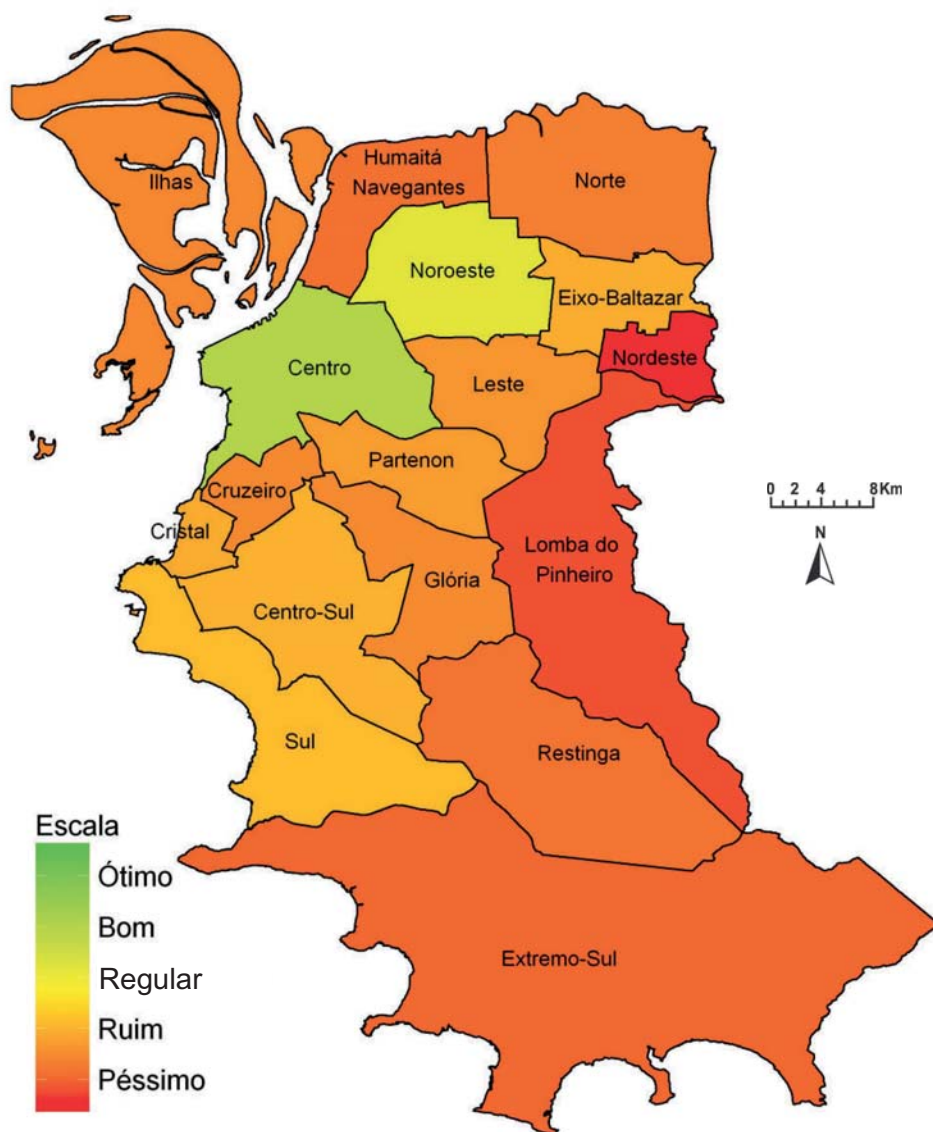 Humaitá
Navegantes
Norte
Ilhas
Noroeste
Eixo-Baltazar
Nordeste
Centro
Leste
Partenon
Cruzeiro
0 2 4 8Km
N
Cristal
Lomba do
Pinheiro
Glória
Centro-Sul
Sul
Restinga
Extremo-Sul
Escala
Ótimo
Bom
Regular
Ruim
Péssimo